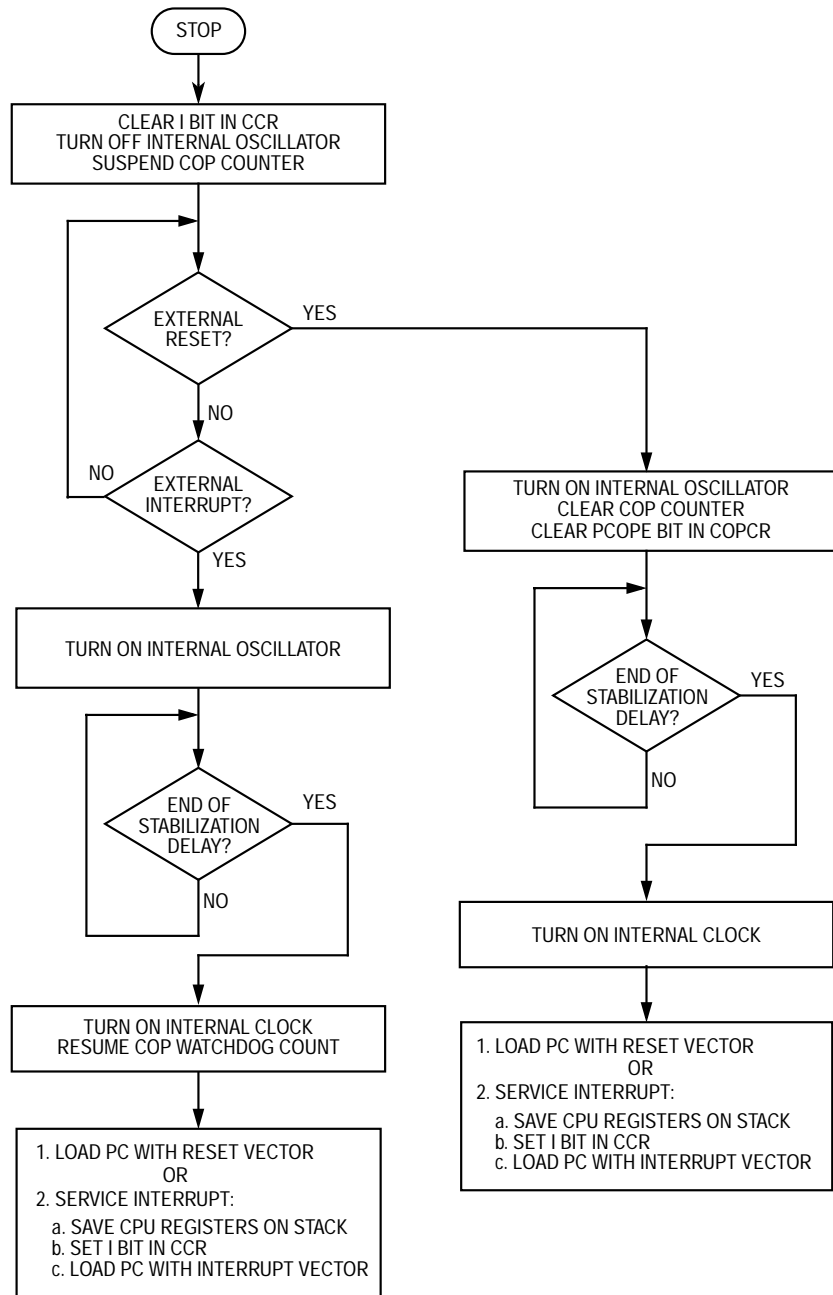 STOP
CLEAR I BIT IN CCR
TURN OFF INTERNAL OSCILLATOR
SUSPEND COP COUNTER
EXTERNAL
RESET?
YES
NO
EXTERNAL
INTERRUPT?
NO
YES
TURN ON INTERNAL OSCILLATOR
END OF
STABILIZATION
DELAY?
YES
NO
TURN ON INTERNAL CLOCK
RESUME COP WATCHDOG COUNT
1. LOAD PC WITH RESET VECTOR
OR
2. SERVICE INTERRUPT:
a. SAVE CPU REGISTERS ON STACK
b. SET I BIT IN CCR
c. LOAD PC WITH INTERRUPT VECTOR
TURN ON INTERNAL OSCILLATOR
CLEAR COP COUNTER
CLEAR PCOPE BIT IN COPCR
END OF
STABILIZATION
DELAY?
YES
NO
TURN ON INTERNAL CLOCK
1. LOAD PC WITH RESET VECTOR
OR
2. SERVICE INTERRUPT:
a. SAVE CPU REGISTERS ON STACK
b. SET I BIT IN CCR
c. LOAD PC WITH INTERRUPT VECTOR